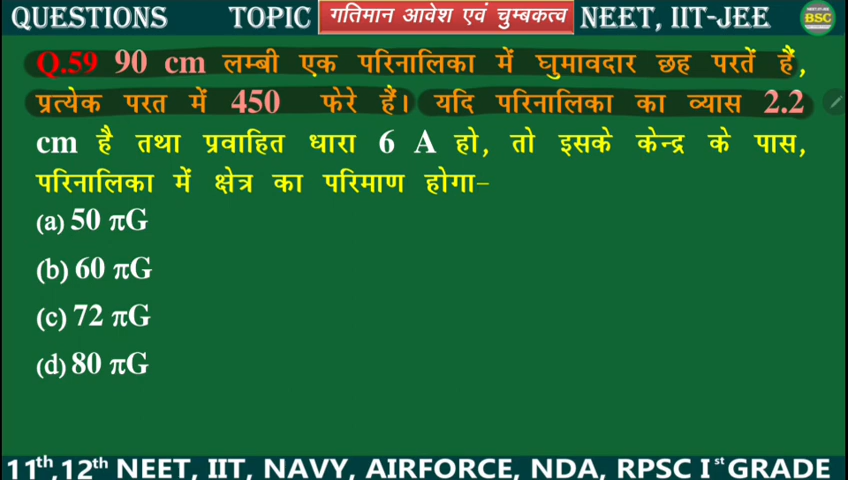 QUESTIONS TOPIC गतिमान आवेश एवं चुम्बकत्व NEET, IIT-JEE BSC
Q.59 90 cm लम्बी एक परिनालिका में घुमावदार छह परतें हैं,
प्रत्येक परत में 450 फेरे हैं। यदि परिनालिका का व्यास 2.2
cm है तथा प्रवाहित धारा 6 A हो, तो इसके केन्द्र के पास,
परिनालिका में क्षेत्र का परिमाण होगा–
(a) 50 πG
(b) 60 πG
(c) 72 πG
(d) 80 πG
11th,12th NEET, IIT, NAVY, AIRFORCE, NDA, RPSC Ist GRADE